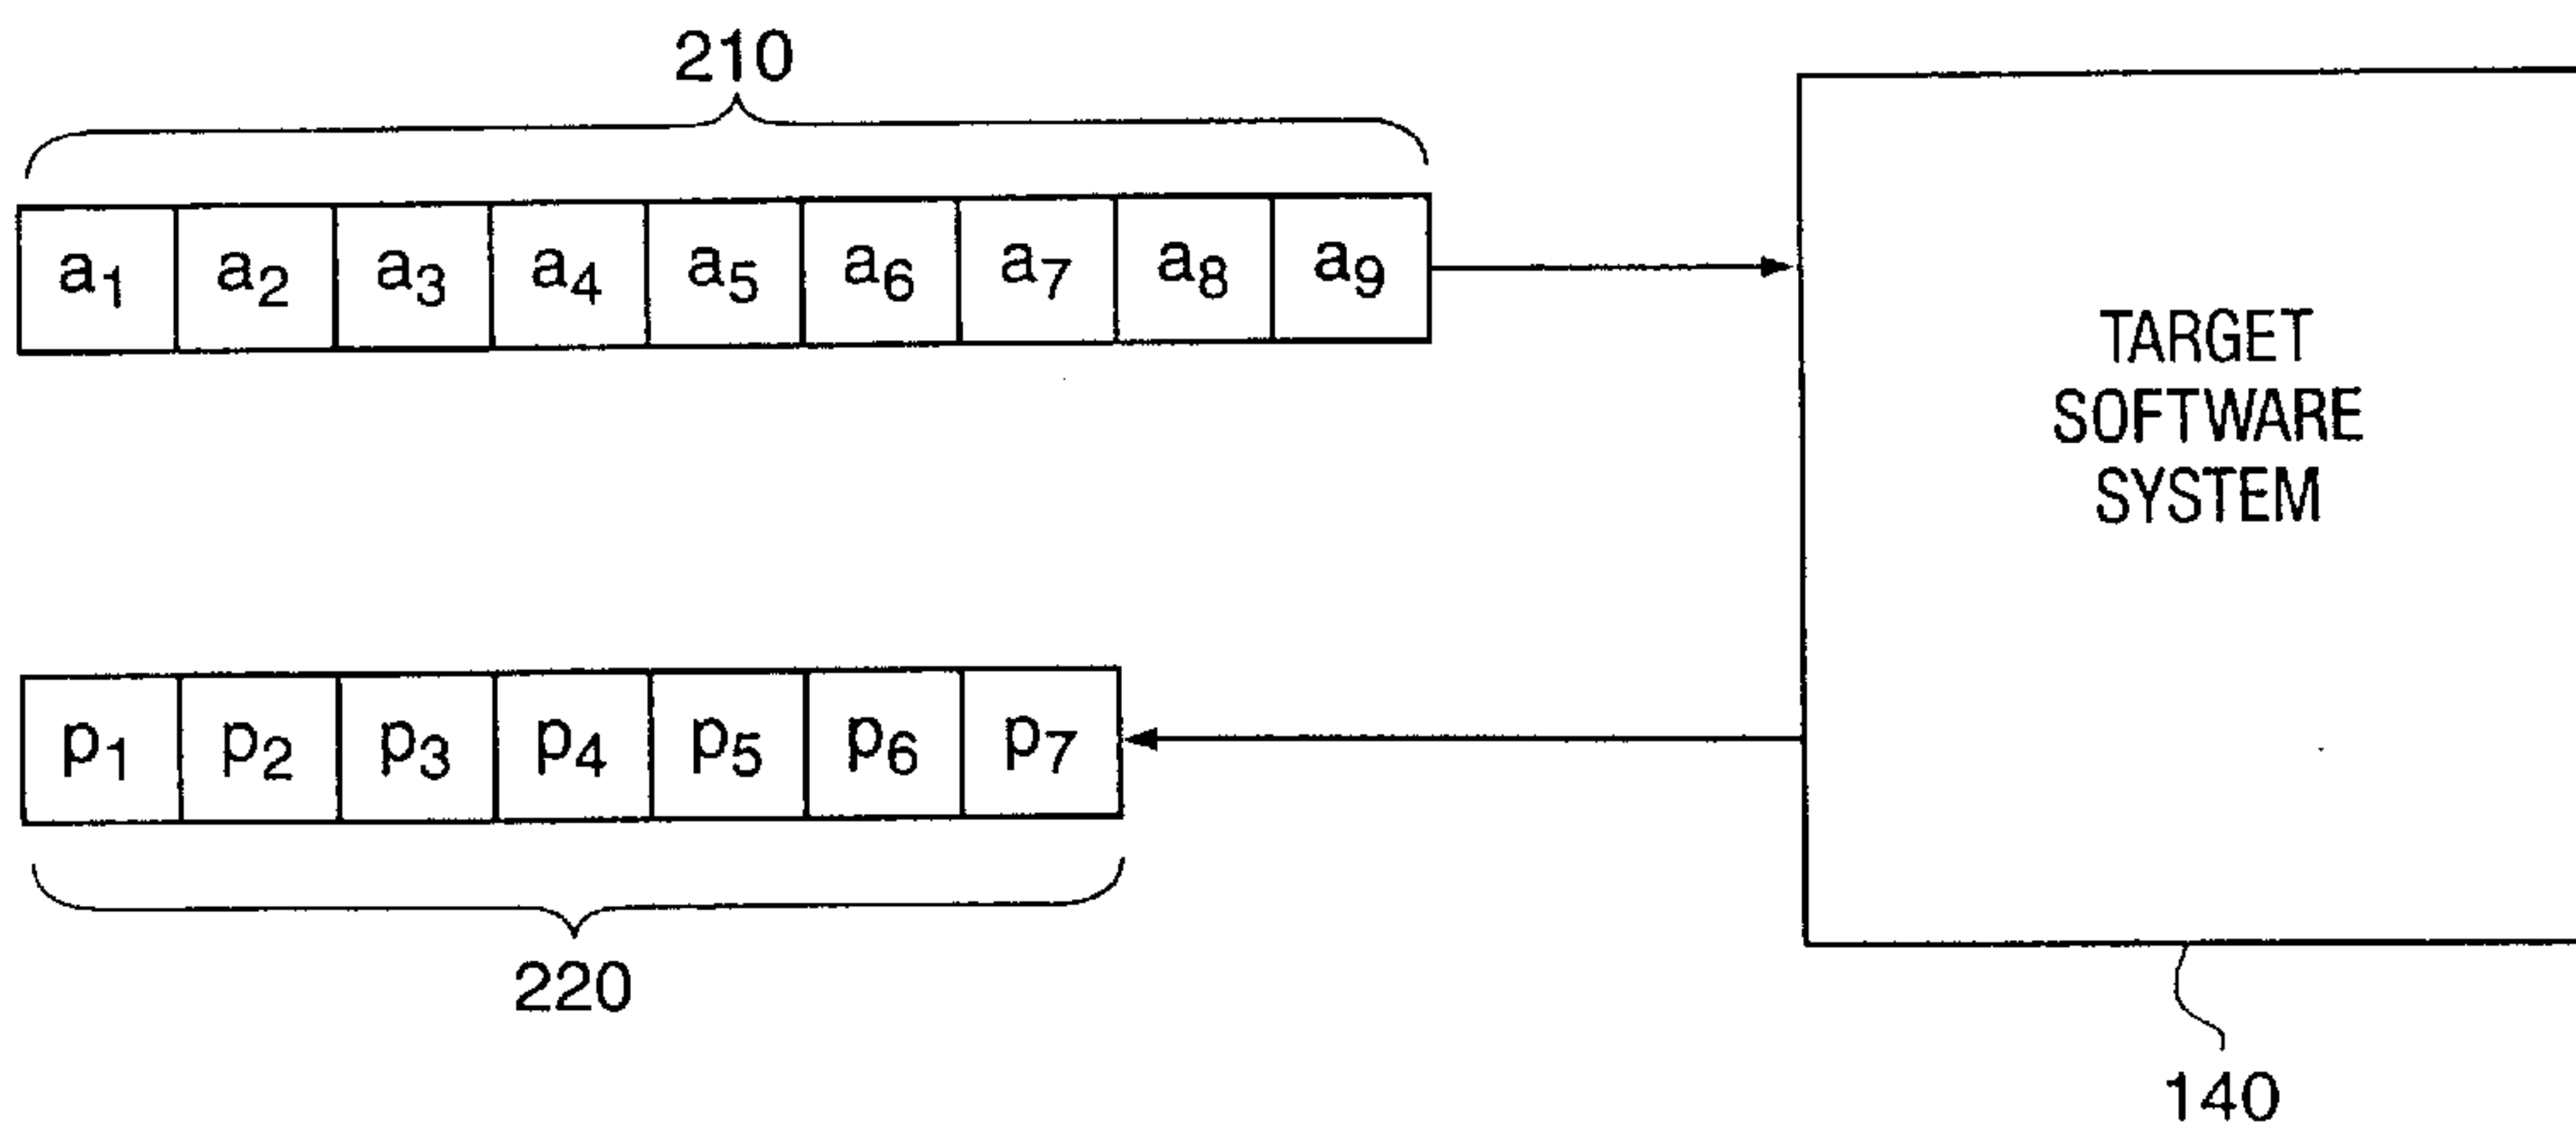 210
a₁ a₂ a₃ a₄ a₅ a₆ a₇ a₈ a₉
TARGET
SOFTWARE
SYSTEM
p₁ p₂ p₃ p₄ p₅ p₆ p₇
220
140